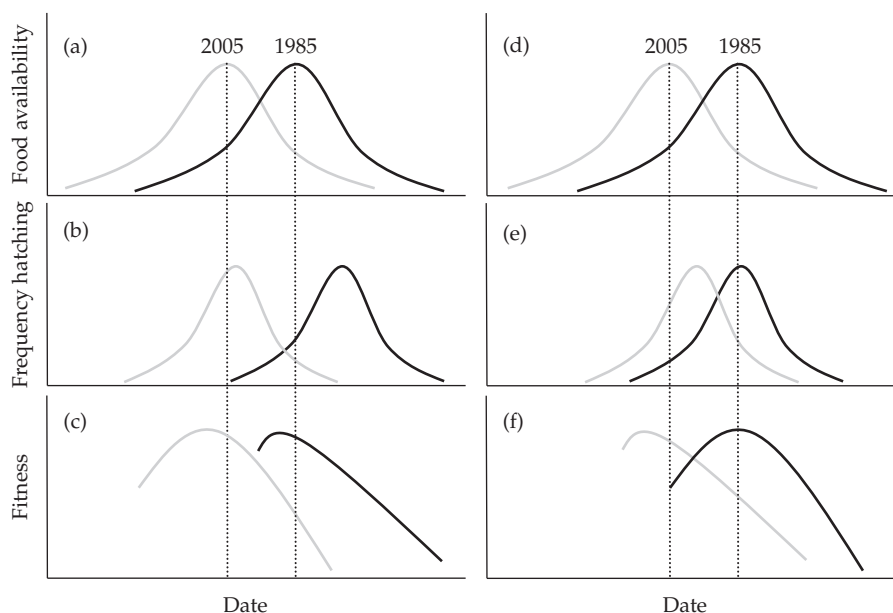 (a)
2005
1985
Food availability
(d)
2005
1985
(b)
Frequency hatching
(e)
(c)
Fitness
(f)
Date
Date